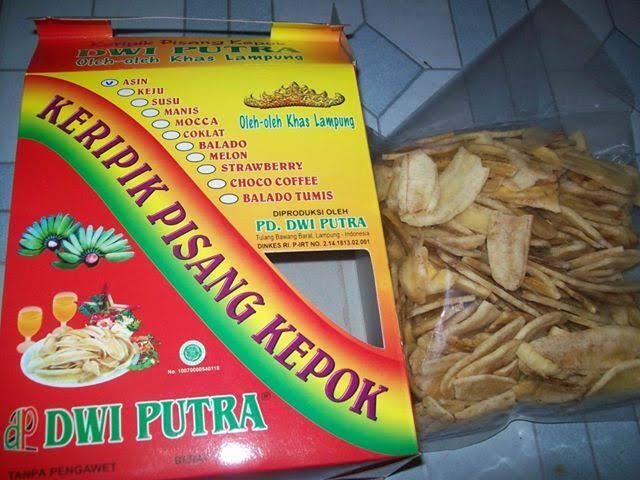 Keripik Pisang Kepok
DWI PUTRA
Oleh-oleh Khas Lampung
ASIN
KEJU
SUSU
MANIS
MOCCA
COKLAT
BALADO
MELON
STRAWBERRY
CHOCO COFFEE
BALADO TUMIS
Oleh-oleh Khas Lampung
DIPRODUKSI OLEH
PD. DWI PUTRA
Tulang Bawang Barat, Lampung - Indonesia
DINKES RI. P-IRT NO. 2.14.1813.02.001
KERIPIK PISANG KEPOK
No. 10070000540110
DWI PUTRA®
TANPA PENGAWET